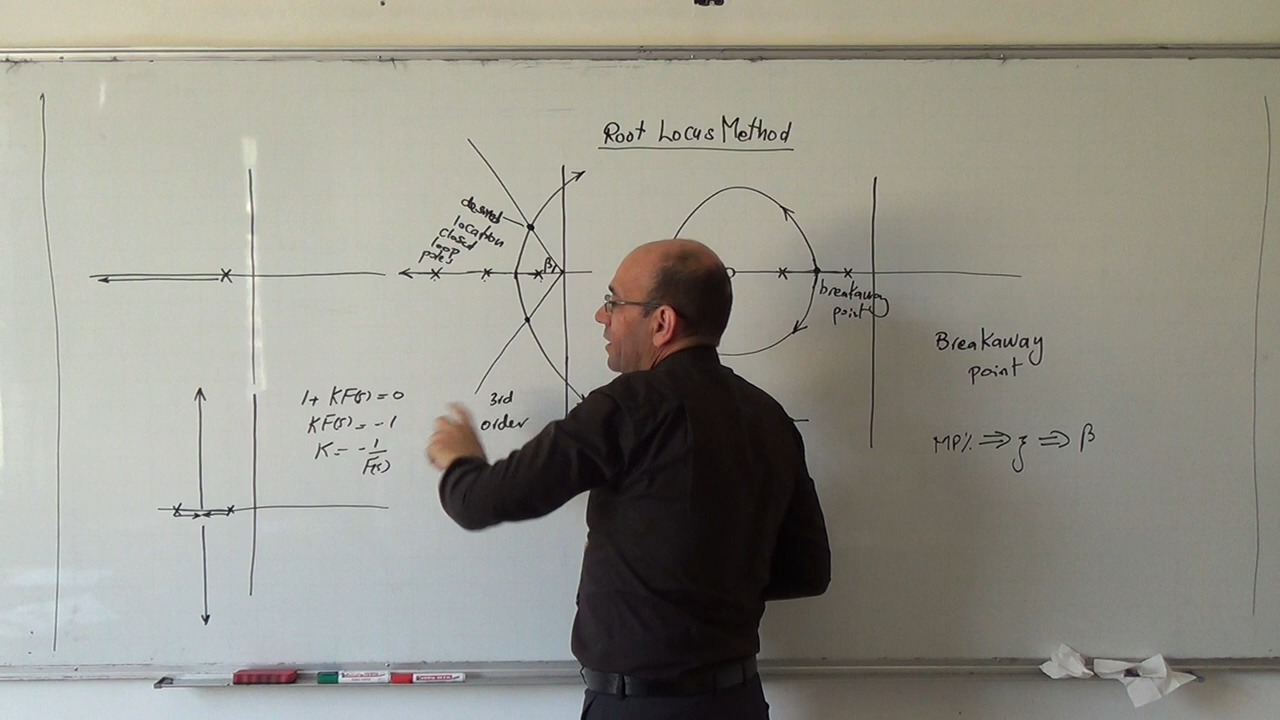 Root Locus Method
desired
location
closed
loop
poles
β
breakaway
point
Breakaway
point
1 + KF(s) = 0
KF(s) = -1
K = - 1/F(s)
3rd
order
MP% ⇒ ξ ⇒ β